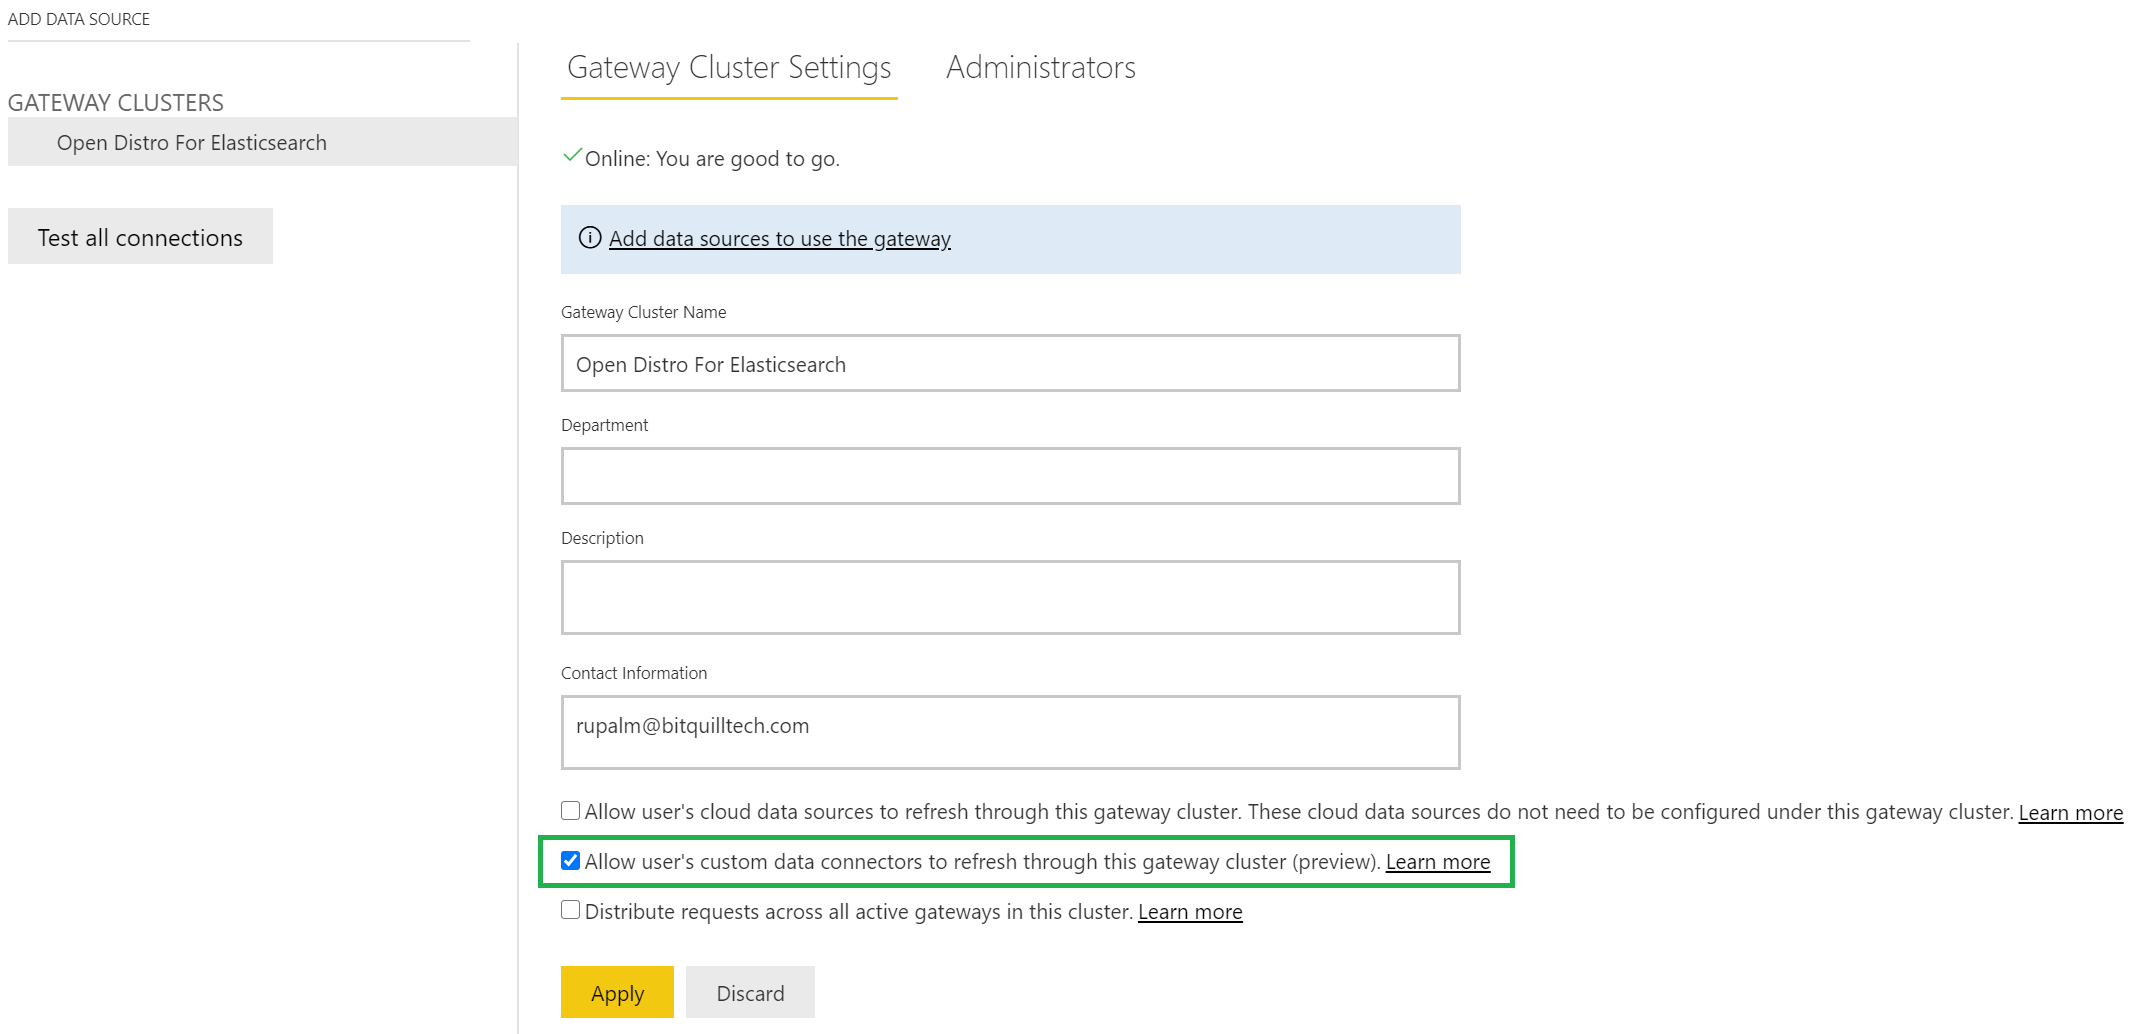 ADD DATA SOURCE
GATEWAY CLUSTERS
Open Distro For Elasticsearch
Test all connections
Gateway Cluster Settings
Administrators
Online: You are good to go.
Add data sources to use the gateway
Gateway Cluster Name
Open Distro For Elasticsearch
Department
Description
Contact Information
rupalm@bitquilltech.com
Allow user's cloud data sources to refresh through this gateway cluster. These cloud data sources do not need to be configured under this gateway cluster. Learn more
Allow user's custom data connectors to refresh through this gateway cluster (preview). Learn more
Distribute requests across all active gateways in this cluster. Learn more
Apply
Discard